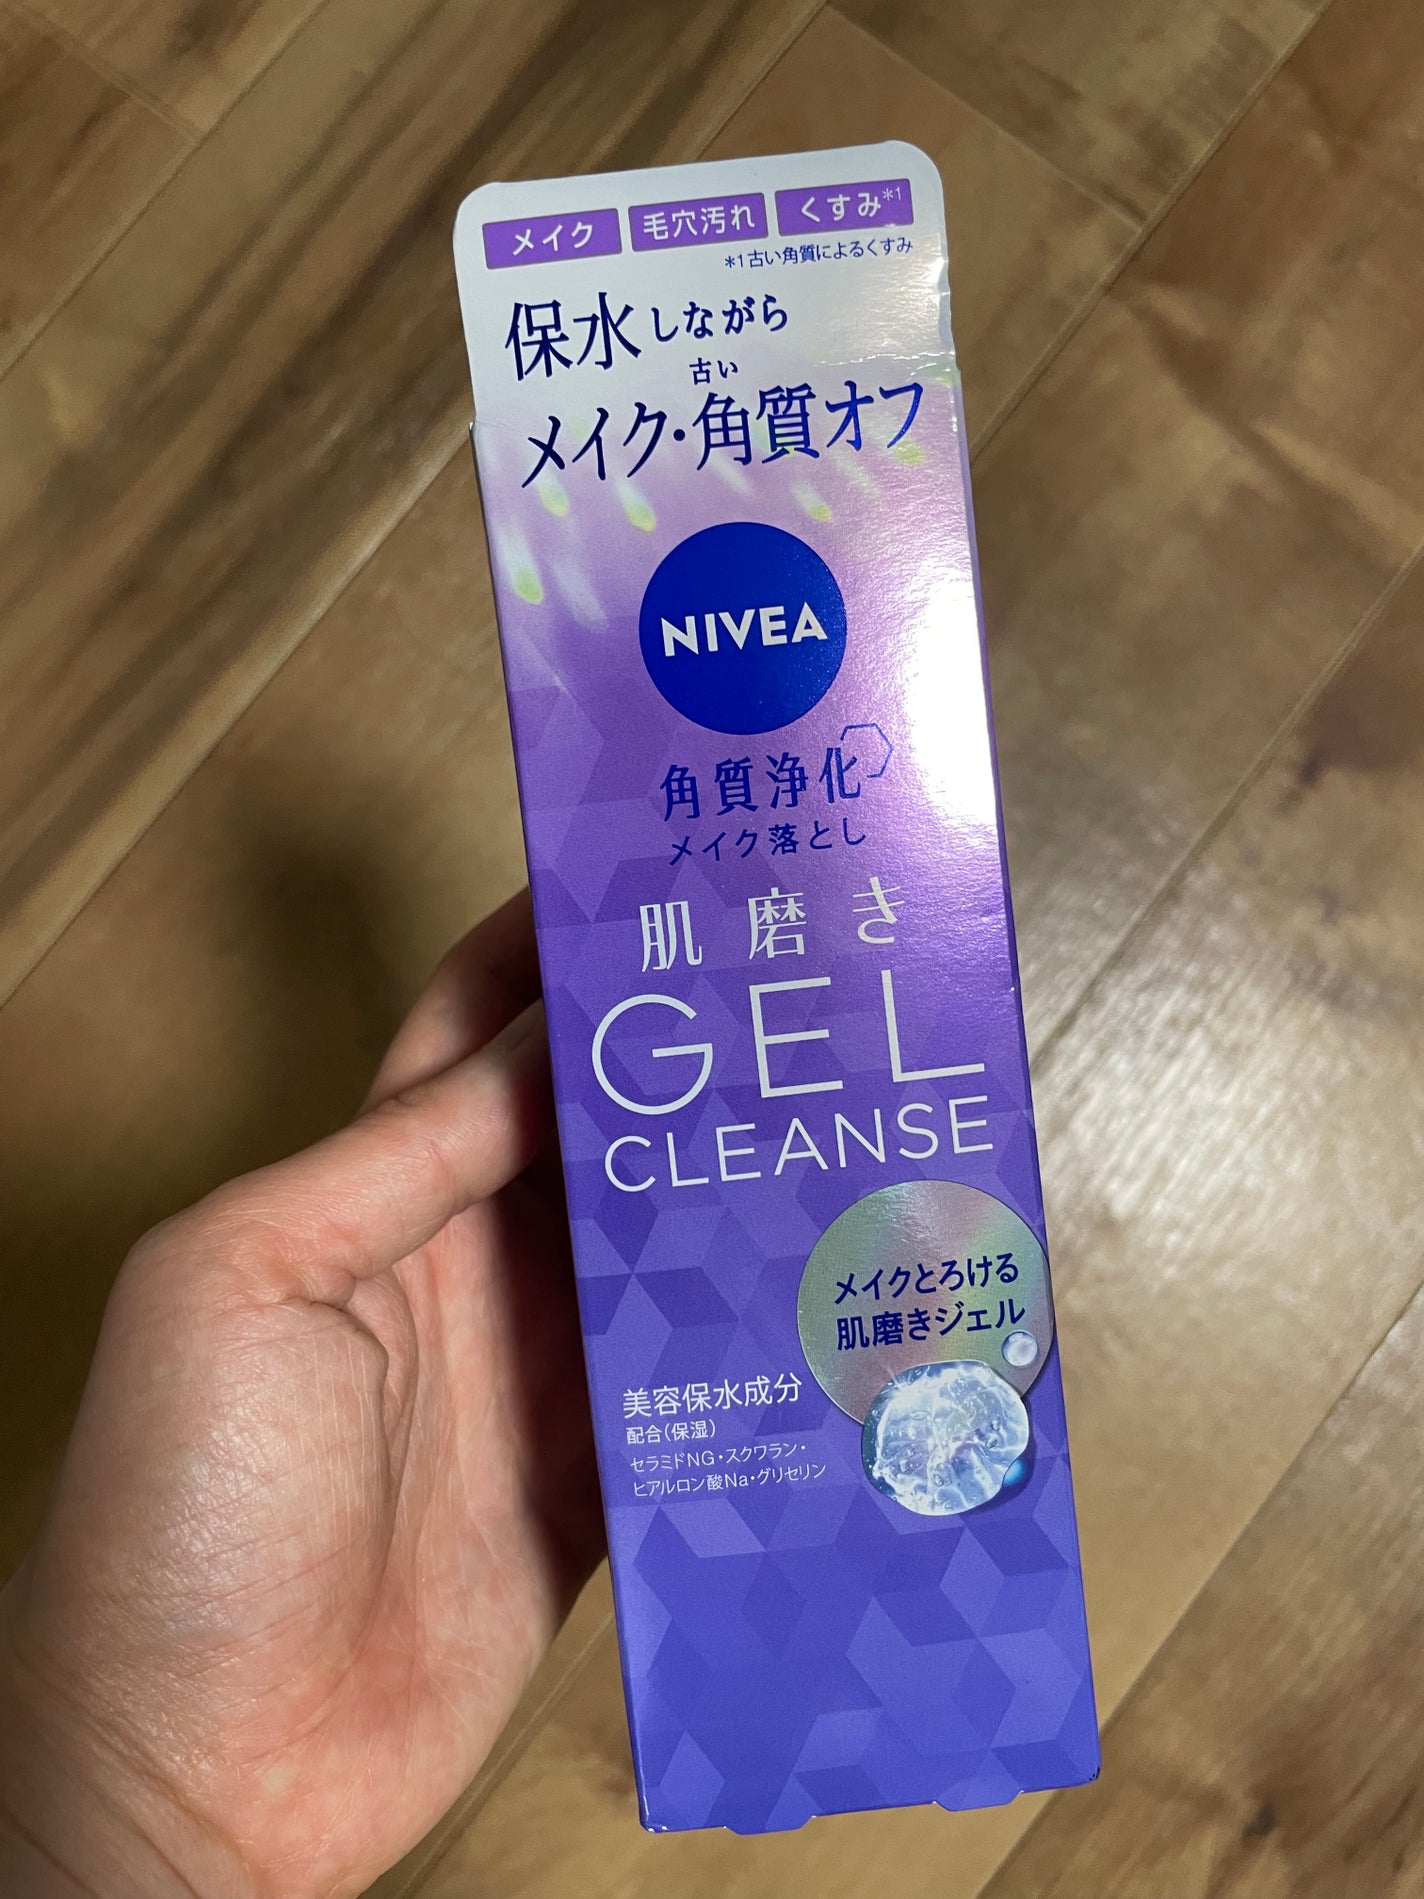 メイク 毛穴汚れ くすみ*1
*1古い角質によるくすみ
保水しながら
古い
メイク・角質オフ
NIVEA
角質浄化
メイク落とし
肌磨き
GEL
CLEANSE
メイクとろける
肌磨きジェル
美容保水成分
配合(保湿)
セラミドNG・スクワラン・
ヒアルロン酸Na・グリセリン